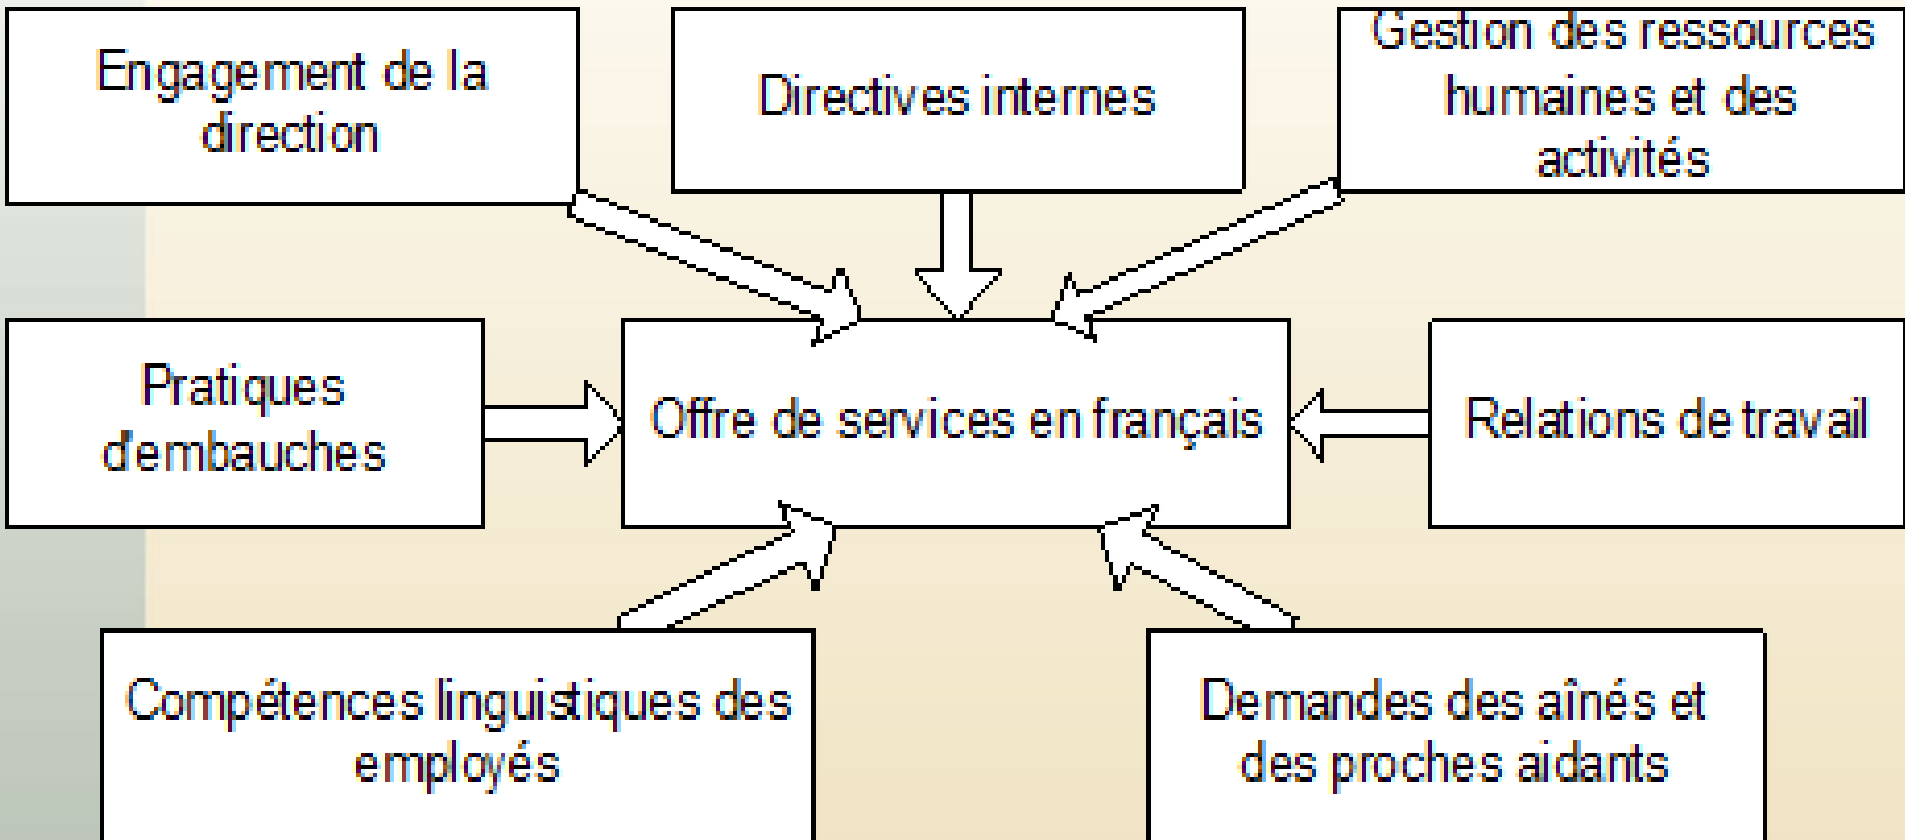 Engagement de la
direction
Directives internes
Gestion des ressources
humaines et des
activités
Pratiques
d'embauches
Offre de services en français
Relations de travail
Compétences linguistiques des
employés
Demandes des aînés et
des proches aidants